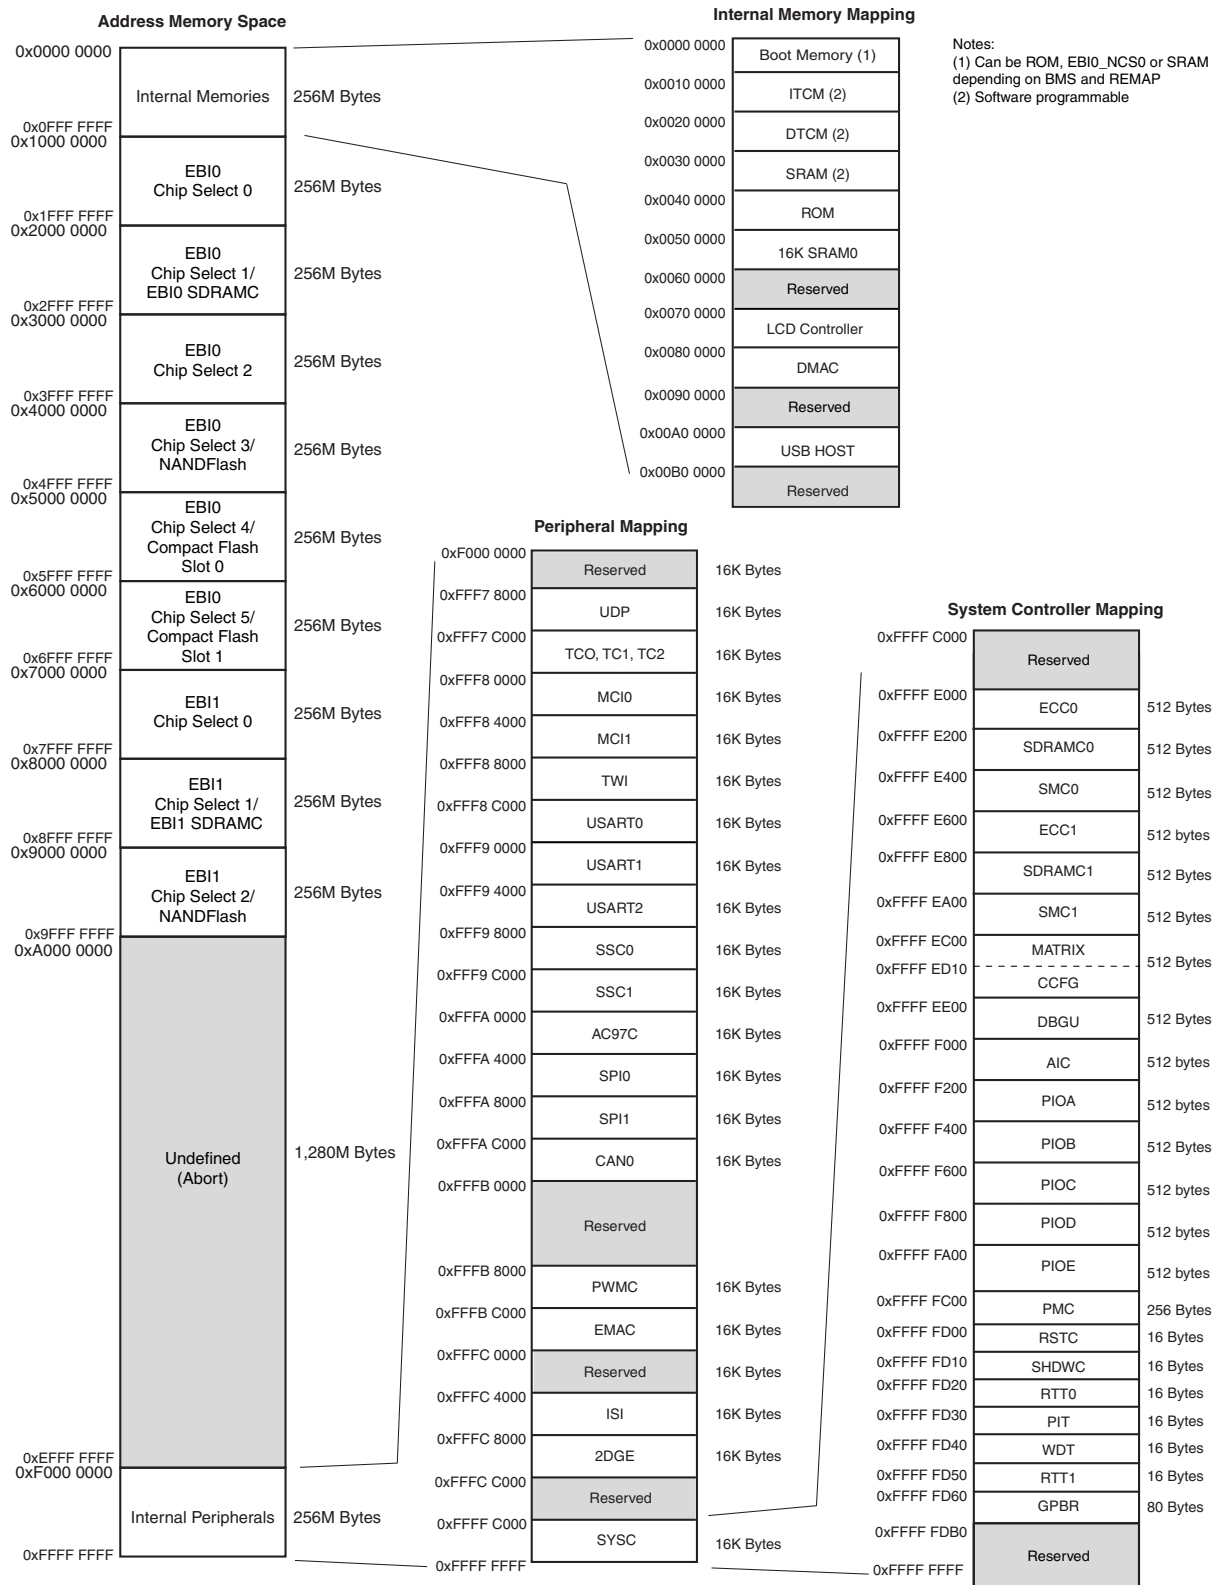 Address Memory Space
0x0000 0000
Internal Memories
256M Bytes
0x0FFF FFFF
0x1000 0000
EBI0
Chip Select 0
256M Bytes
0x1FFF FFFF
0x2000 0000
EBI0
Chip Select 1/
EBI0 SDRAMC
256M Bytes
0x2FFF FFFF
0x3000 0000
EBI0
Chip Select 2
256M Bytes
0x3FFF FFFF
0x4000 0000
EBI0
Chip Select 3/
NANDFlash
256M Bytes
0x4FFF FFFF
0x5000 0000
EBI0
Chip Select 4/
Compact Flash
Slot 0
256M Bytes
0x5FFF FFFF
0x6000 0000
EBI0
Chip Select 5/
Compact Flash
Slot 1
256M Bytes
0x6FFF FFFF
0x7000 0000
EBI1
Chip Select 0
256M Bytes
0x7FFF FFFF
0x8000 0000
EBI1
Chip Select 1/
EBI1 SDRAMC
256M Bytes
0x8FFF FFFF
0x9000 0000
EBI1
Chip Select 2/
NANDFlash
256M Bytes
0x9FFF FFFF
0xA000 0000
Undefined
(Abort)
1,280M Bytes
0xEFFF FFFF
0xF000 0000
Internal Peripherals
256M Bytes
0xFFFF FFFF
Internal Memory Mapping
0x0000 0000
Boot Memory (1)
0x0010 0000
ITCM (2)
0x0020 0000
DTCM (2)
0x0030 0000
SRAM (2)
0x0040 0000
ROM
0x0050 0000
16K SRAM0
0x0060 0000
Reserved
0x0070 0000
LCD Controller
0x0080 0000
DMAC
0x0090 0000
Reserved
0x00A0 0000
USB HOST
0x00B0 0000
Reserved
Notes:
(1) Can be ROM, EBI0_NCS0 or SRAM
depending on BMS and REMAP
(2) Software programmable
Peripheral Mapping
0xF000 0000
Reserved
16K Bytes
0xFFF7 8000
UDP
16K Bytes
0xFFF7 C000
TCO, TC1, TC2
16K Bytes
0xFFF8 0000
MCI0
16K Bytes
0xFFF8 4000
MCI1
16K Bytes
0xFFF8 8000
TWI
16K Bytes
0xFFF8 C000
USART0
16K Bytes
0xFFF9 0000
USART1
16K Bytes
0xFFF9 4000
USART2
16K Bytes
0xFFF9 8000
SSC0
16K Bytes
0xFFF9 C000
SSC1
16K Bytes
0xFFFA 0000
AC97C
16K Bytes
0xFFFA 4000
SPI0
16K Bytes
0xFFFA 8000
SPI1
16K Bytes
0xFFFA C000
CAN0
16K Bytes
0xFFFB 0000
Reserved
0xFFFB 8000
PWMC
16K Bytes
0xFFFB C000
EMAC
16K Bytes
0xFFFC 0000
Reserved
16K Bytes
0xFFFC 4000
ISI
16K Bytes
0xFFFC 8000
2DGE
16K Bytes
0xFFFC C000
Reserved
0xFFFF C000
SYSC
16K Bytes
0xFFFF FFFF
System Controller Mapping
0xFFFF C000
Reserved
0xFFFF E000
ECC0
512 Bytes
0xFFFF E200
SDRAMC0
512 Bytes
0xFFFF E400
SMC0
512 Bytes
0xFFFF E600
ECC1
512 bytes
0xFFFF E800
SDRAMC1
512 Bytes
0xFFFF EA00
SMC1
512 Bytes
0xFFFF EC00
MATRIX
512 Bytes
0xFFFF ED10
CCFG
0xFFFF EE00
DBGU
512 Bytes
0xFFFF F000
AIC
512 bytes
0xFFFF F200
PIOA
512 bytes
0xFFFF F400
PIOB
512 Bytes
0xFFFF F600
PIOC
512 bytes
0xFFFF F800
PIOD
512 bytes
0xFFFF FA00
PIOE
512 bytes
0xFFFF FC00
PMC
256 Bytes
0xFFFF FD00
RSTC
16 Bytes
0xFFFF FD10
SHDWC
16 Bytes
0xFFFF FD20
RTT0
16 Bytes
0xFFFF FD30
PIT
16 Bytes
0xFFFF FD40
WDT
16 Bytes
0xFFFF FD50
RTT1
16 Bytes
0xFFFF FD60
GPBR
80 Bytes
0xFFFF FDB0
Reserved
0xFFFF FFFF